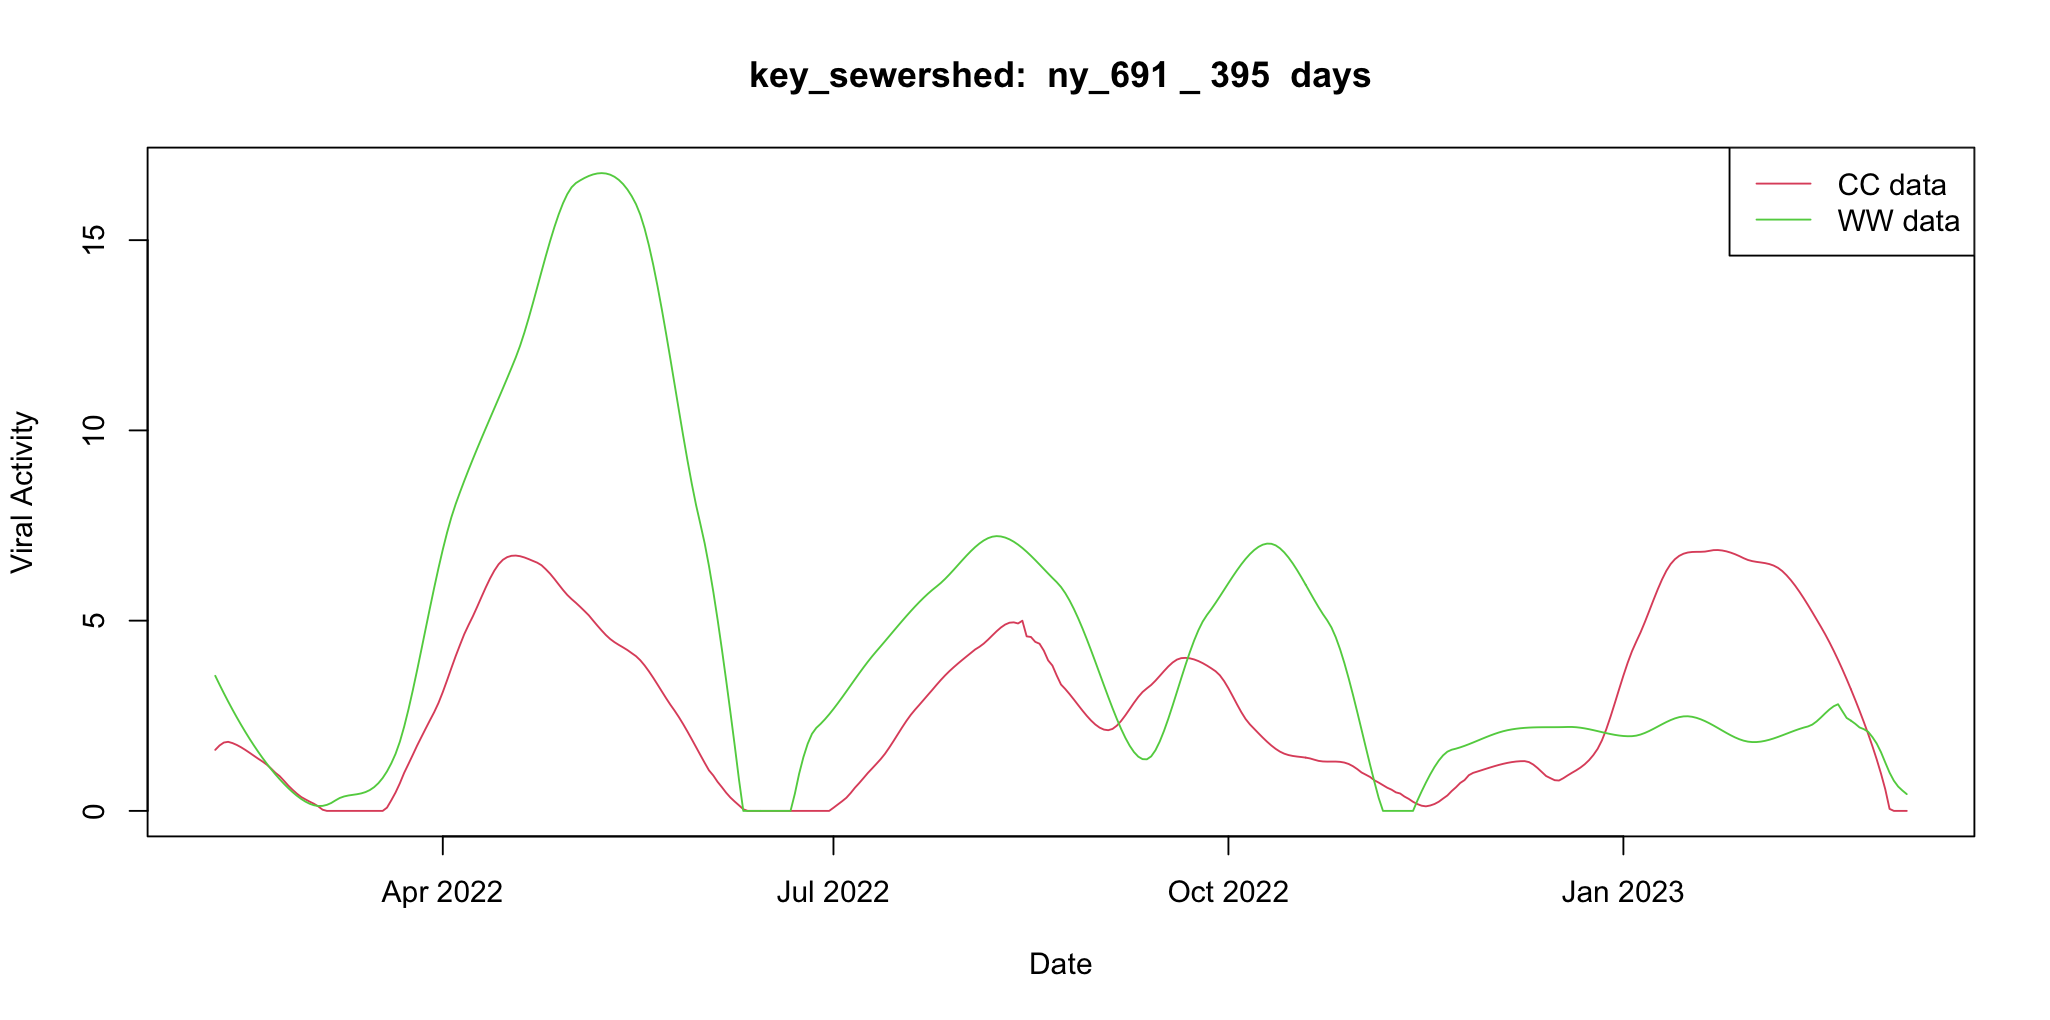 key_sewershed:  ny_691 _ 395  days
CC data
WW data
Viral Activity
15
10
5
0
Apr 2022
Jul 2022
Oct 2022
Jan 2023
Date